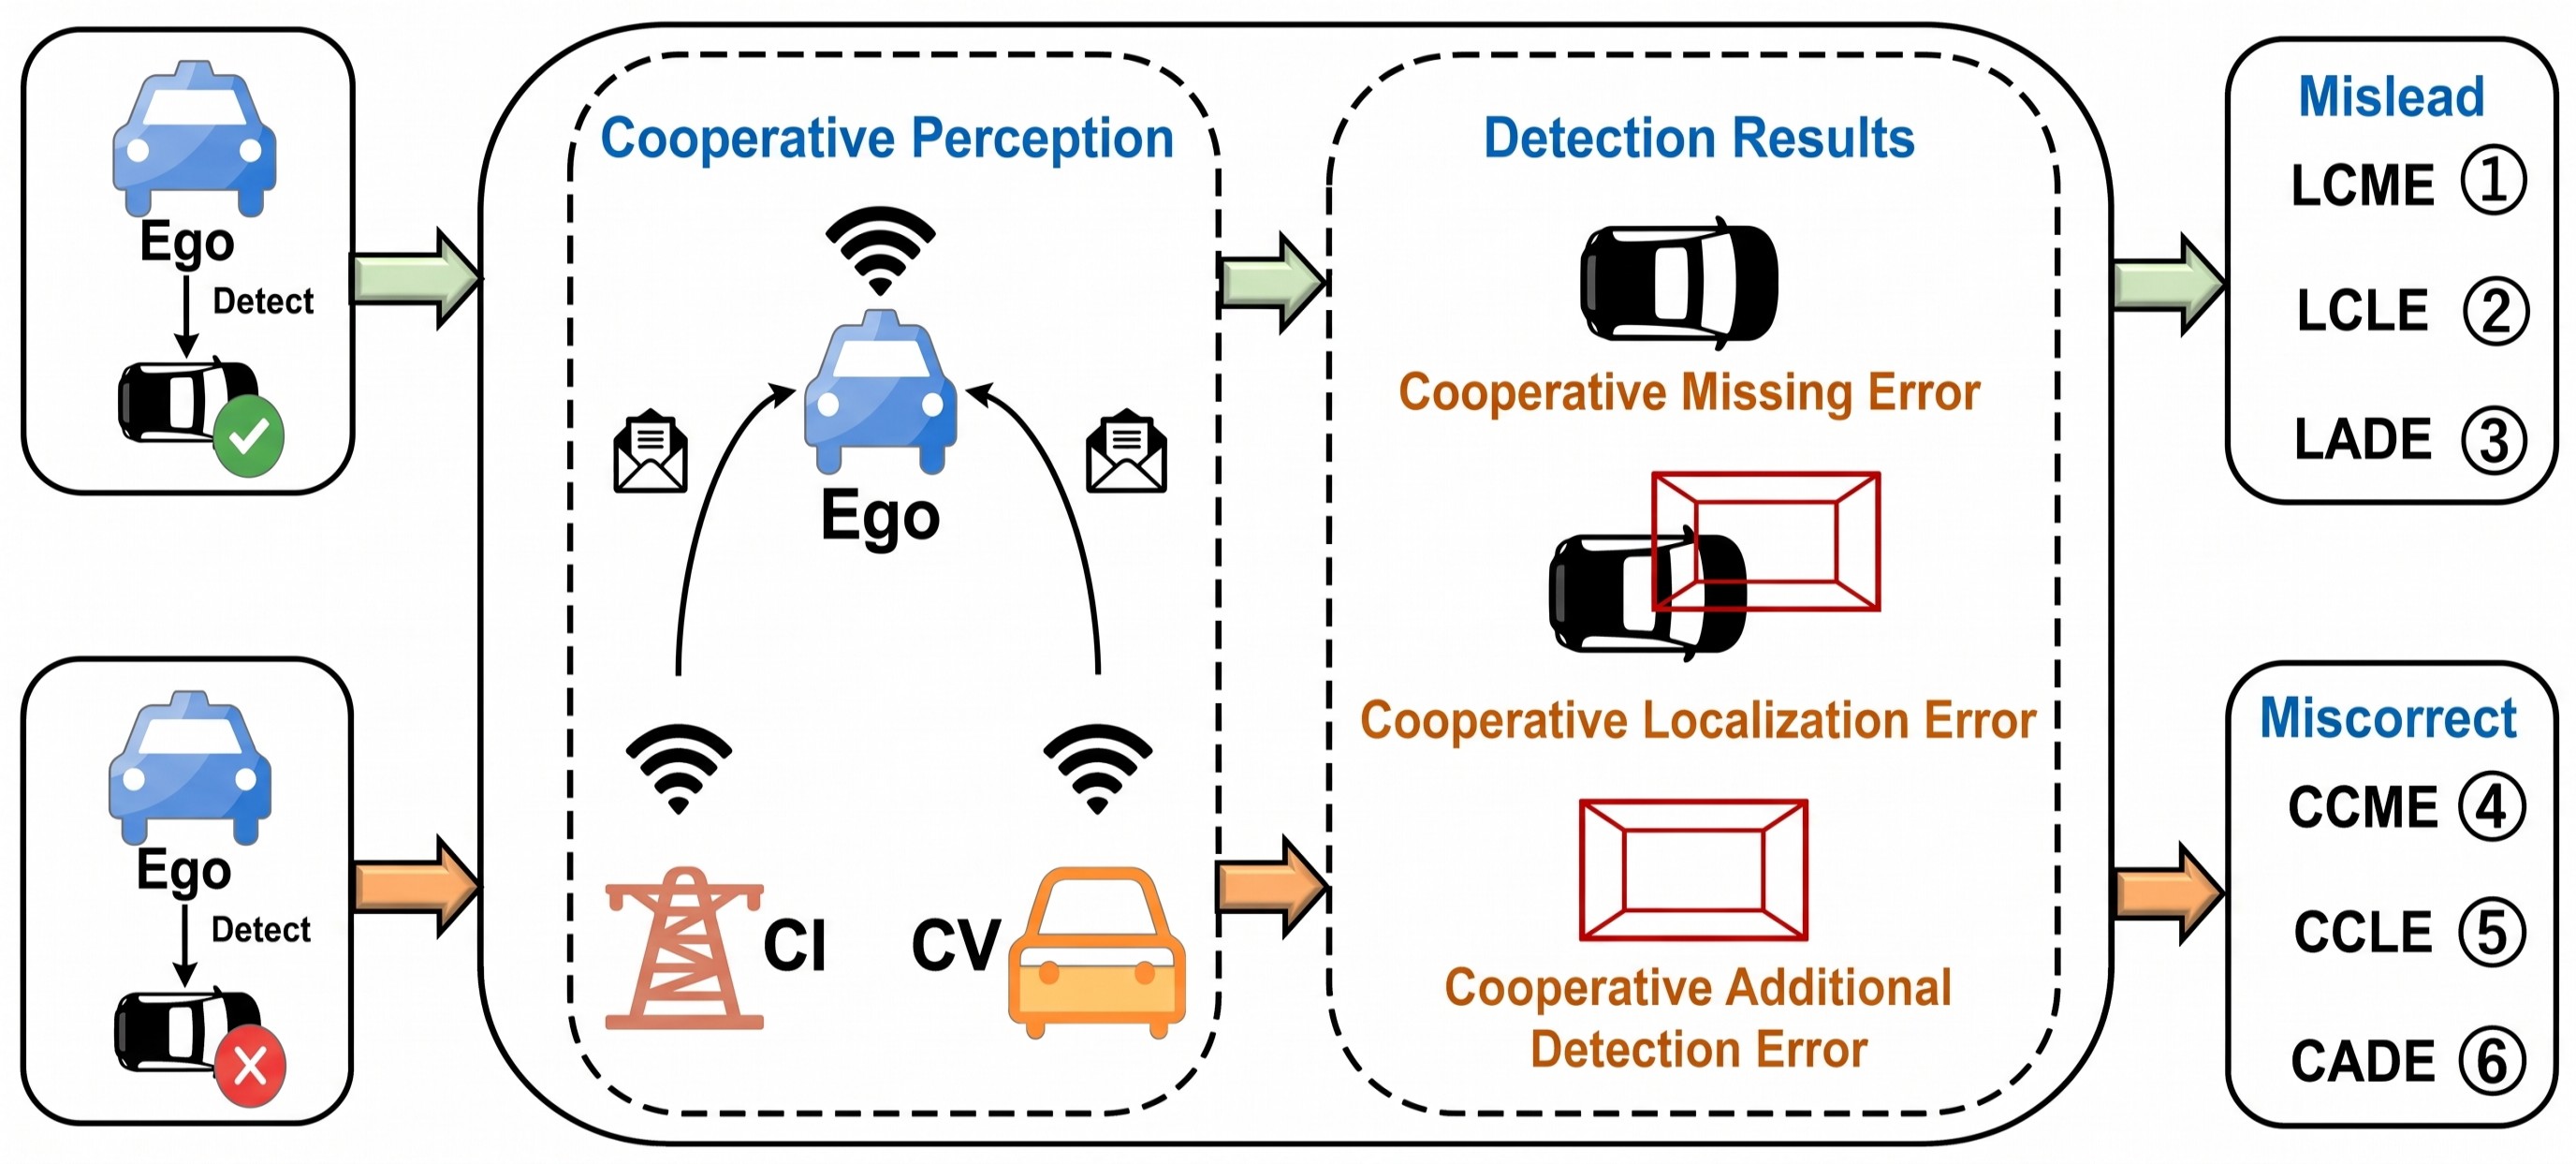 Ego
Detect
Ego
Detect
Cooperative Perception
Ego
CI
CV
Detection Results
Cooperative Missing Error
Cooperative Localization Error
Cooperative Additional
Detection Error
Mislead
LCME ①
LCLE ②
LADE ③
Miscorrect
CCME ④
CCLE ⑤
CADE ⑥